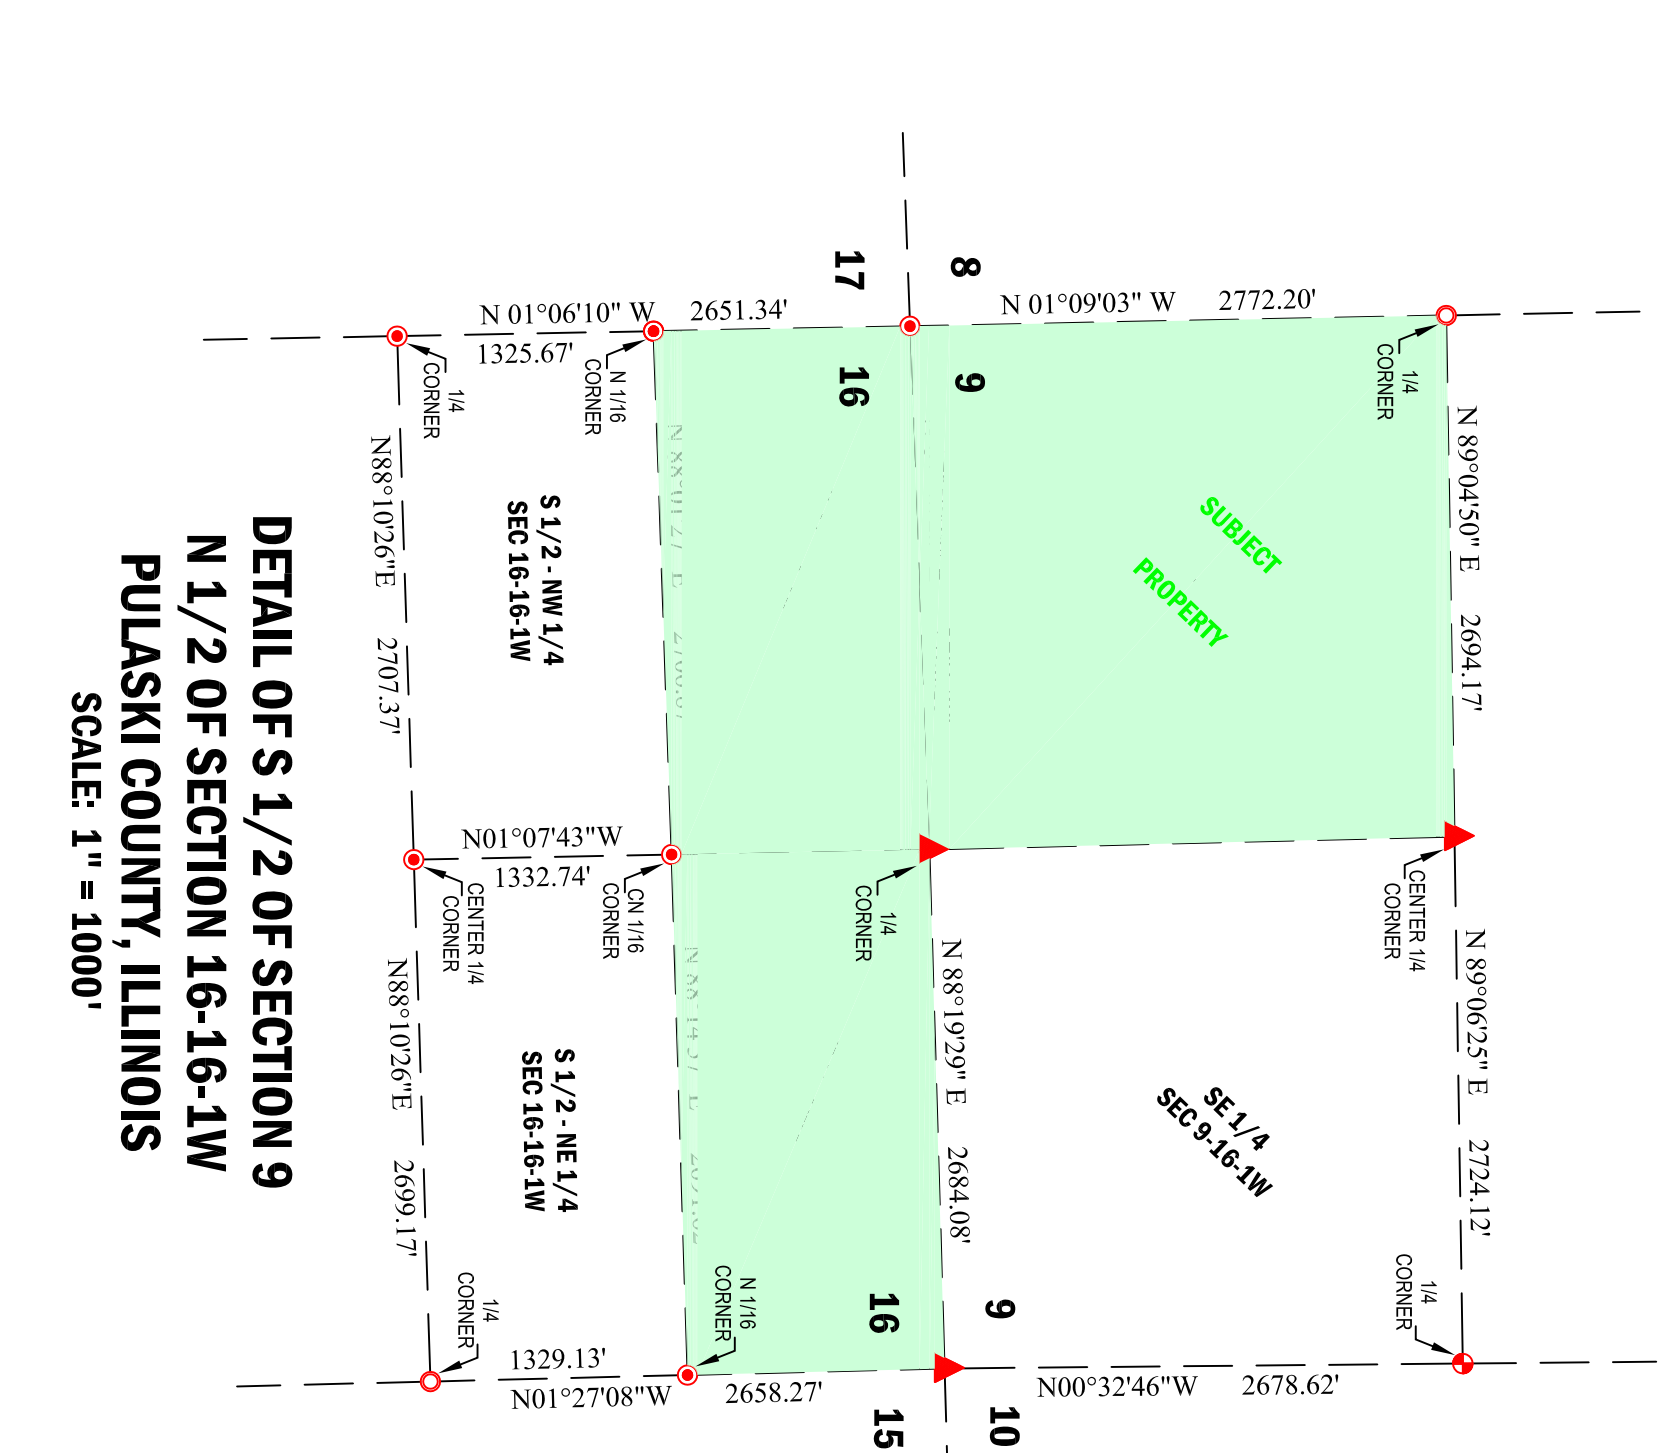 DETAIL OF S 1/2 OF SECTION 9
N 1/2 OF SECTION 16-16-1W
PULASKI COUNTY, ILLINOIS
SCALE: 1" = 1000'
17
8
N 01°06'10" W
2651.34'
N 01°09'03" W
2772.20'
1325.67'
1/4
CORNER
N 1/16
CORNER
16
9
1/4
CORNER
N 89°04'50" E
2694.17'
N88°10'26"E
2707.37'
S 1/2 - NW 1/4
SEC 16-16-1W
SUBJECT
PROPERTY
N01°07'43"W
1332.74'
CENTER 1/4
CORNER
CN 1/16
CORNER
1/4
CORNER
CENTER 1/4
CORNER
N88°10'26"E
2699.17'
S 1/2 - NE 1/4
SEC 16-16-1W
N 88°19'29" E
2684.08'
SE 1/4
SEC 9-16-1W
N 89°06'25" E
2724.12'
1/4
CORNER
N 1/16
CORNER
16
9
1/4
CORNER
1329.13'
N01°27'08"W
2658.27'
N00°32'46"W
2678.62'
15
10